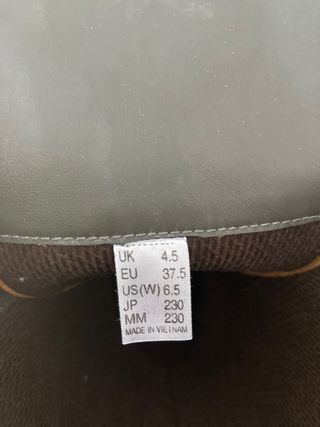 UK 4.5
EU 37.5
US(W) 6.5
JP 230
MM 230
MADE IN VIETNAM